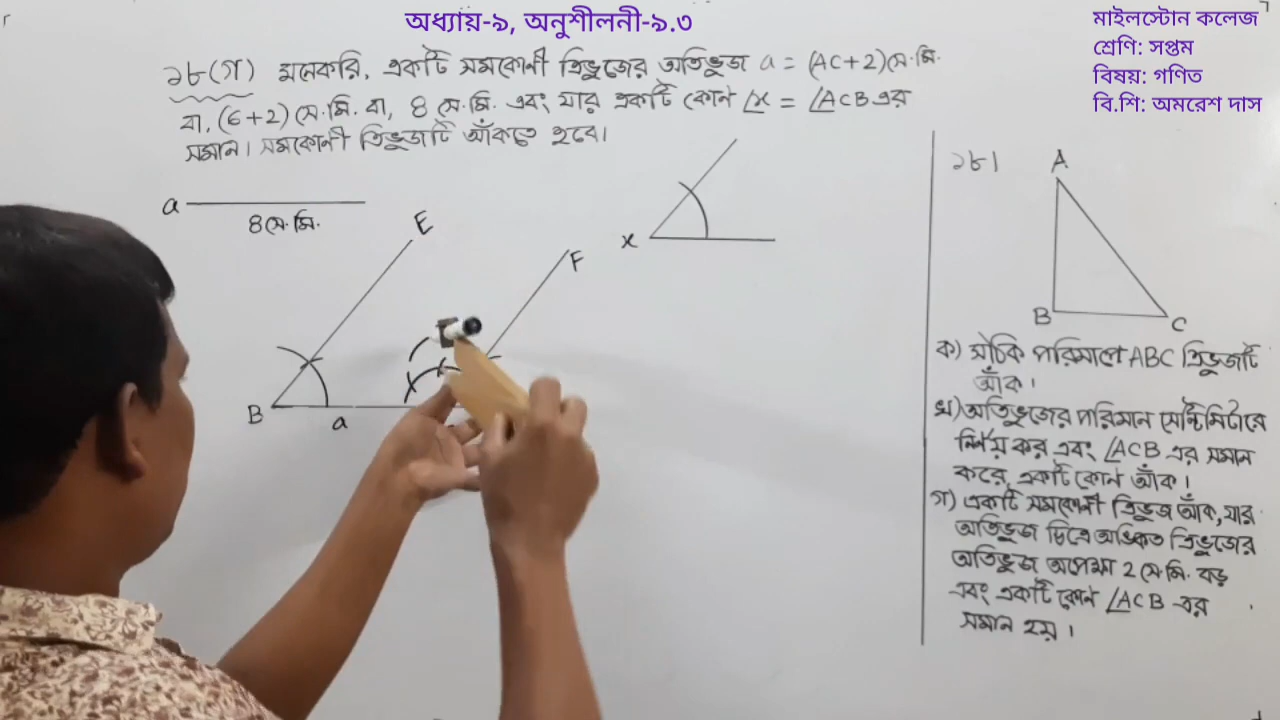 অধ্যায়-৯, অনুশীলনী-৯.৩
মাইলস্টোন কলেজ
শ্রেণি: সপ্তম
বিষয়: গণিত
বি.শি: অমরেশ দাস
১৮(গ) মনেকরি, একটি সমকোনী ত্রিভুজের অতিভুজ a = (AC+2)সে.মি.
বা, (6+2) সে.মি. বা, 8 সে.মি. এবং যার একটি কোন ∠x = ∠ACB এর
সমান। সমকোনী ত্রিভুজটি আঁকতে হবে।
a
8 সে.মি.
E
F
B
a
x
১৮।
A
B
C
ক) সঠিক পরিমাপে ABC ত্রিভুজটি
আঁক।
খ) অতিভুজের পরিমান সেন্টিমিটারে
নির্ণয় কর এবং ∠ACB এর সমান
করে, একটি কোন আঁক।
গ) একটি সমকোনী ত্রিভুজ আঁক, যার
অতিভুজ চিত্রে অঙ্কিত ত্রিভুজের
অতিভুজ অপেক্ষা 2 সে.মি. বড়
এবং একটি কোন ∠ACB এর
সমান হয়।